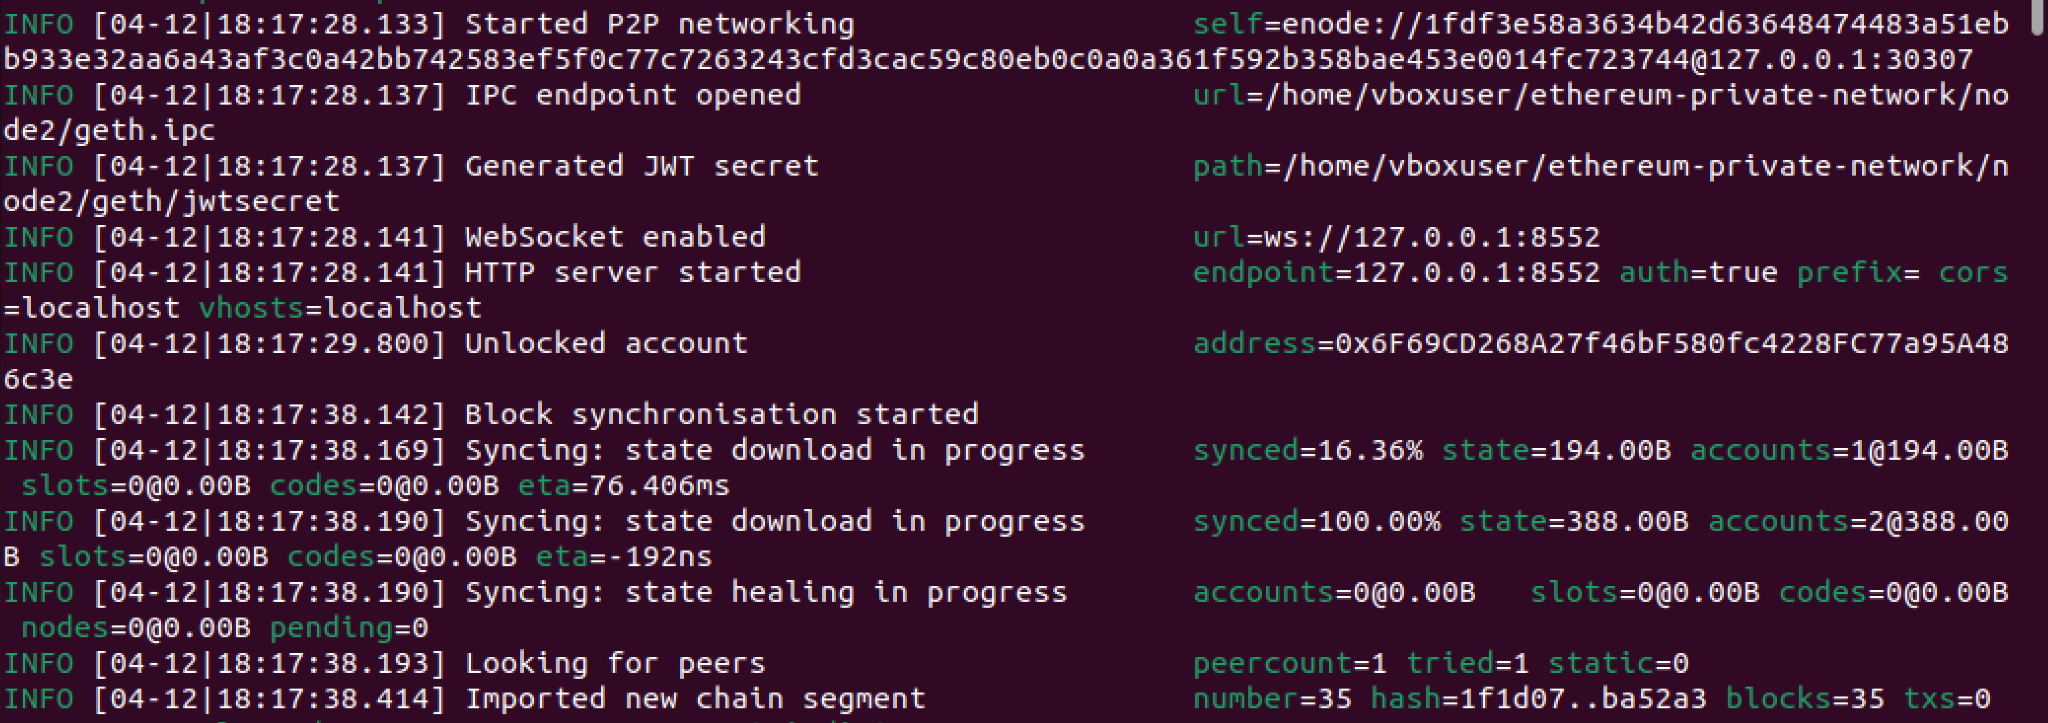 INFO [04-12|18:17:28.133] Started P2P networking self=enode://1fdf3e58a3634b42d63648474483a51eb
b933e32aa6a43af3c0a42bb742583ef5f0c77c7263243cfd3cac59c80eb0c0a0a361f592b358bae453e0014fc723744@127.0.0.1:30307
INFO [04-12|18:17:28.137] IPC endpoint opened url=/home/vboxuser/ethereum-private-network/no
de2/geth.ipc
INFO [04-12|18:17:28.137] Generated JWT secret path=/home/vboxuser/ethereum-private-network/n
ode2/geth/jwtsecret
INFO [04-12|18:17:28.141] WebSocket enabled url=ws://127.0.0.1:8552
INFO [04-12|18:17:28.141] HTTP server started endpoint=127.0.0.1:8552 auth=true prefix= cors
=localhost vhosts=localhost
INFO [04-12|18:17:29.800] Unlocked account address=0x6F69CD268A27f46bF580fc4228FC77a95A48
6c3e
INFO [04-12|18:17:38.142] Block synchronisation started
INFO [04-12|18:17:38.169] Syncing: state download in progress synced=16.36% state=194.00B accounts=1@194.00B
slots=0@0.00B codes=0@0.00B eta=76.406ms
INFO [04-12|18:17:38.190] Syncing: state download in progress synced=100.00% state=388.00B accounts=2@388.00
B slots=0@0.00B codes=0@0.00B eta=-192ns
INFO [04-12|18:17:38.190] Syncing: state healing in progress accounts=0@0.00B slots=0@0.00B codes=0@0.00B
nodes=0@0.00B pending=0
INFO [04-12|18:17:38.193] Looking for peers peercount=1 tried=1 static=0
INFO [04-12|18:17:38.414] Imported new chain segment number=35 hash=1f1d07..ba52a3 blocks=35 txs=0